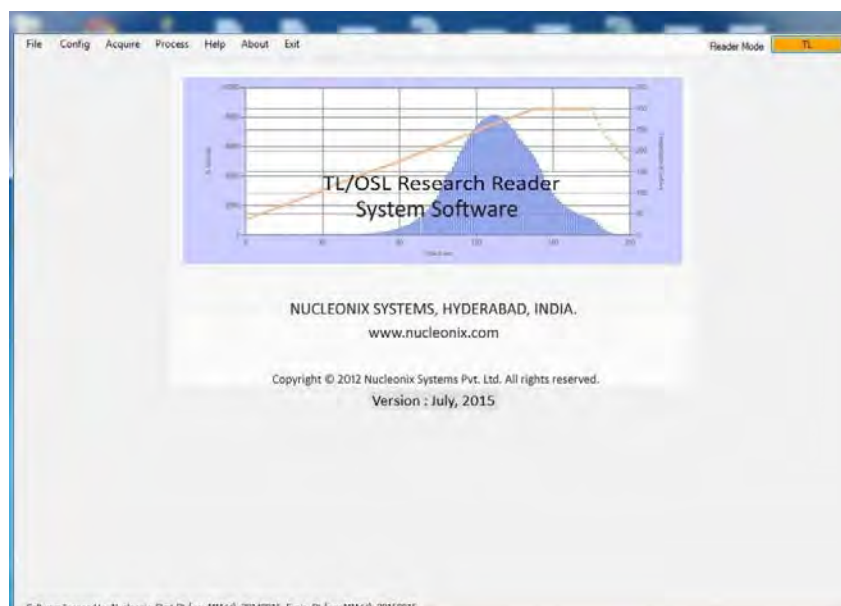 File Config Acquire Process Help About Exit Reader Mode TL
TL/OSL Research Reader
System Software
NUCLEONIX SYSTEMS, HYDERABAD, INDIA.
www.nucleonix.com
Copyright © 2012 Nucleonix Systems Pvt. Ltd. All rights reserved.
Version : July, 2015